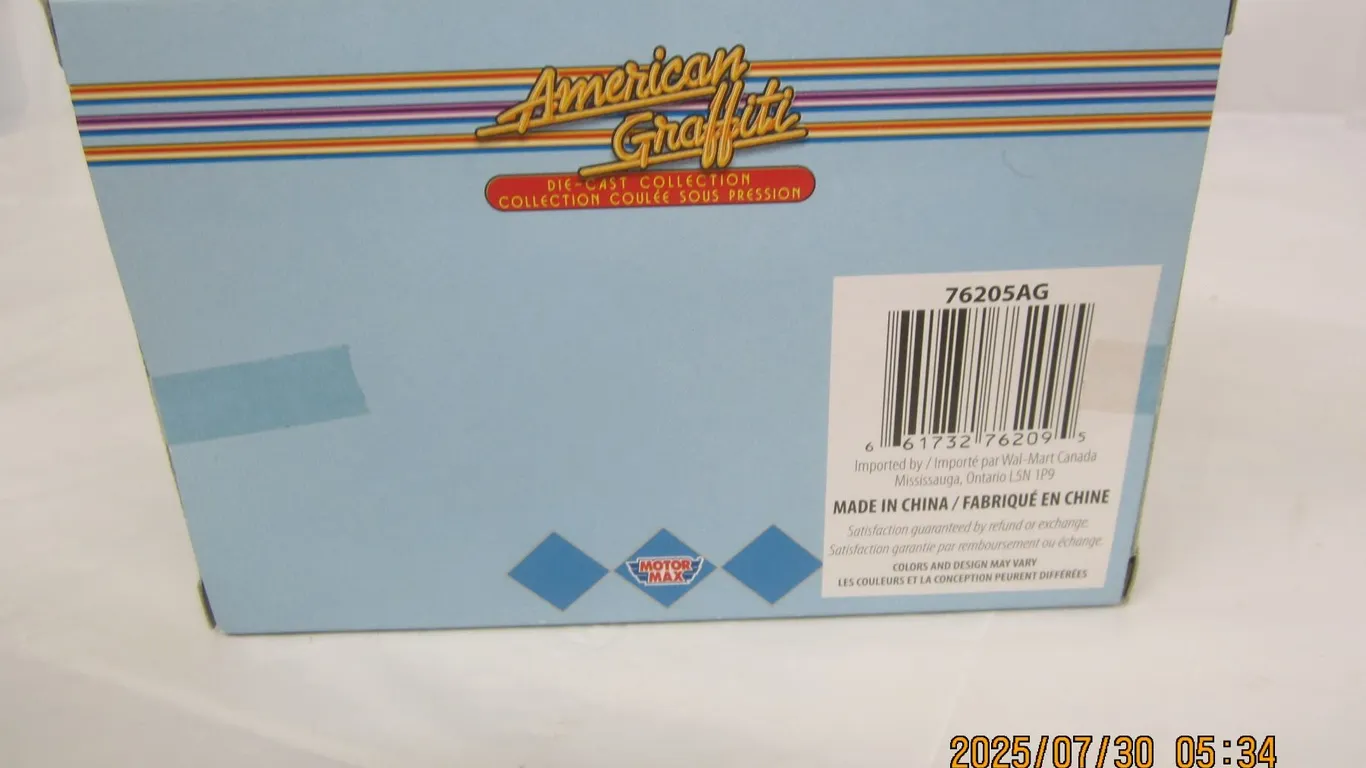 American
Graffiti
DIE-CAST COLLECTION
COLLECTION COULÉE SOUS PRESSION
76205AG
6 61732 76209 5
Imported by / Importé par Wal-Mart Canada
Mississauga, Ontario L5N 1P9
MADE IN CHINA / FABRIQUÉ EN CHINE
Satisfaction guaranteed by refund or exchange.
Satisfaction garantie par remboursement ou échange.
COLORS AND DESIGN MAY VARY
LES COULEURS ET LA CONCEPTION PEURENT DIFFÉRÉES
MOTOR
MAX
2025/07/30 05:34